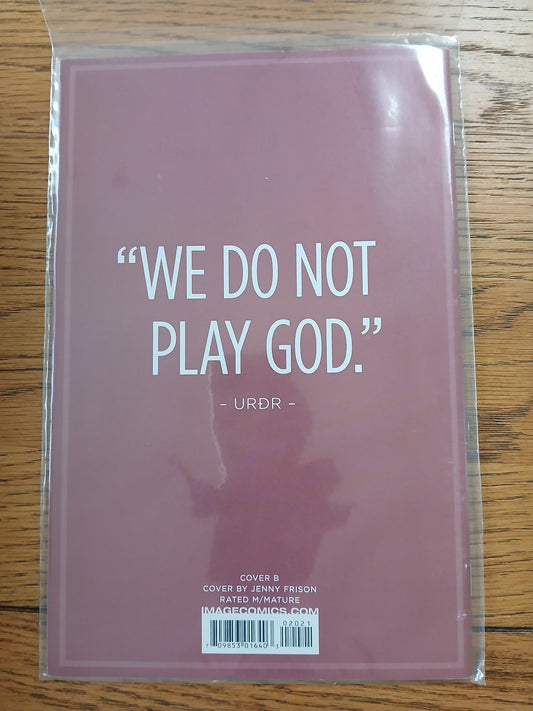 “WE DO NOT
PLAY GOD.”
– URÐR –
COVER B
COVER BY JENNY FRISON
RATED M/MATURE
IMAGECOMICS.COM
02021
7 09853 01640 3